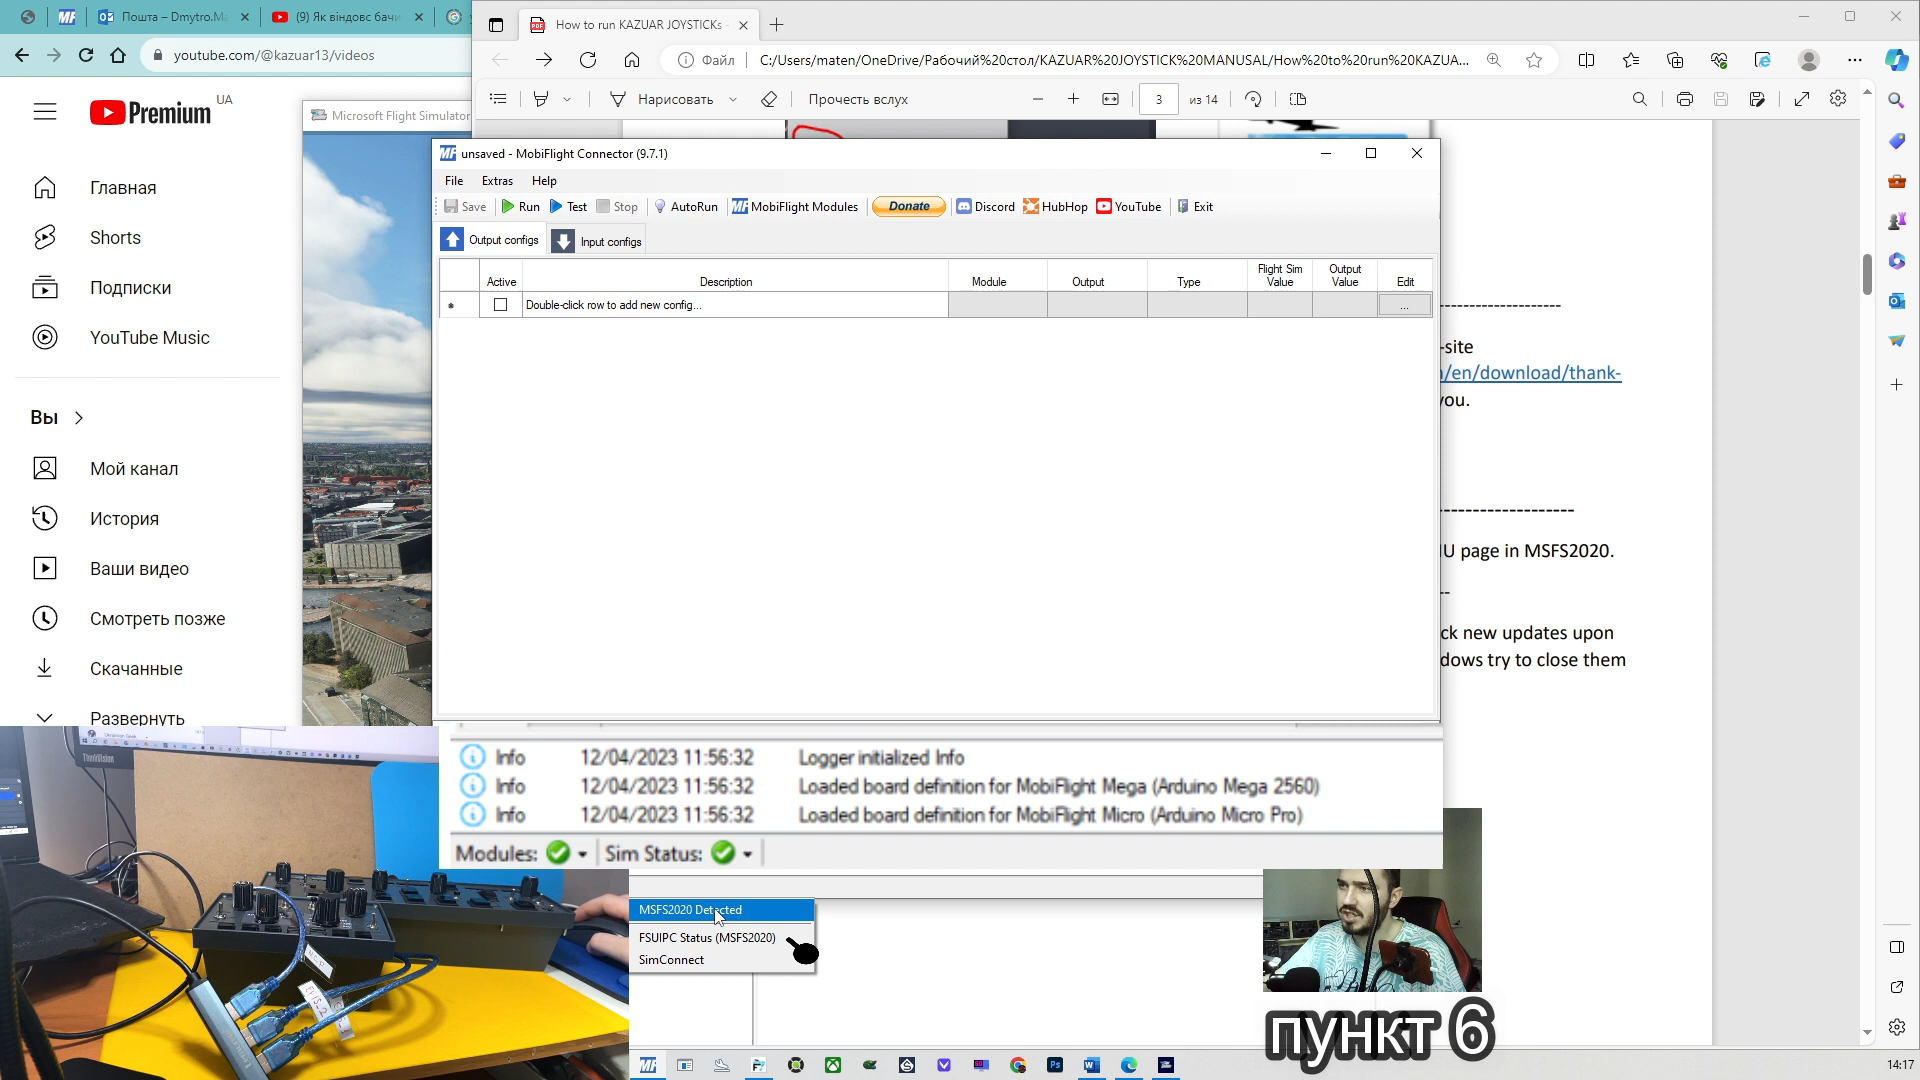 Пошта – Dmytro.Ma
(9) Як віндовс бачи
How to run KAZUAR JOYSTICKs
youtube.com/@kazuar13/videos
Файл
C:/Users/maten/OneDrive/Рабочий%20стол/KAZUAR%20JOYSTICK%20MANUSAL/How%20to%20run%20KAZUA...
Нарисовать
Прочесть вслух
3
из 14
Premium
UA
Microsoft Flight Simulator
Главная
Shorts
Подписки
YouTube Music
Вы
Мой канал
История
Ваши видео
Смотреть позже
Скачанные
Развернуть
unsaved - MobiFlight Connector (9.7.1)
File Extras Help
Save Run Test Stop AutoRun MobiFlight Modules Donate Discord HubHop YouTube Exit
Output configs Input configs
Active Description Module Output Type Flight Sim Value Output Value Edit
* Double-click row to add new config... ...
--------------------
-site
/en/download/thank-
you.
--------------------
IU page in MSFS2020.
--
ck new updates upon
dows try to close them
ThinkVision
Info 12/04/2023 11:56:32 Logger initialized Info
Info 12/04/2023 11:56:32 Loaded board definition for MobiFlight Mega (Arduino Mega 2560)
Info 12/04/2023 11:56:32 Loaded board definition for MobiFlight Micro (Arduino Micro Pro)
Modules: Sim Status:
MSFS2020 Detected
FSUIPC Status (MSFS2020)
SimConnect
пункт 6
14:17